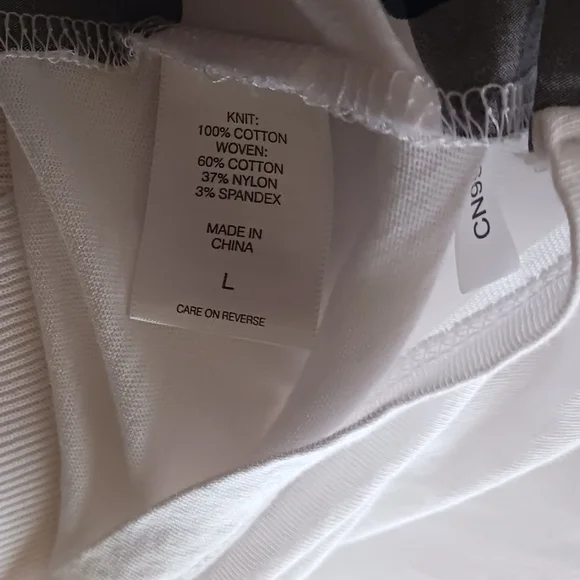 KNIT:
100% COTTON
WOVEN:
60% COTTON
37% NYLON
3% SPANDEX
MADE IN
CHINA
L
CARE ON REVERSE